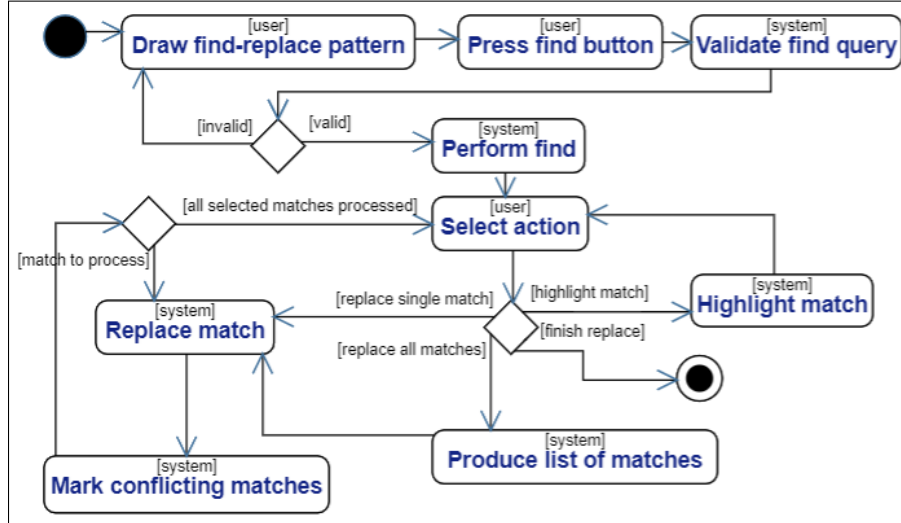 [user]
Draw find-replace pattern
[user]
Press find button
[system]
Validate find query
[invalid]
[valid]
[system]
Perform find
[all selected matches processed]
[user]
Select action
[match to process]
[system]
Replace match
[replace single match]
[highlight match]
[system]
Highlight match
[finish replace]
[replace all matches]
[system]
Produce list of matches
[system]
Mark conflicting matches